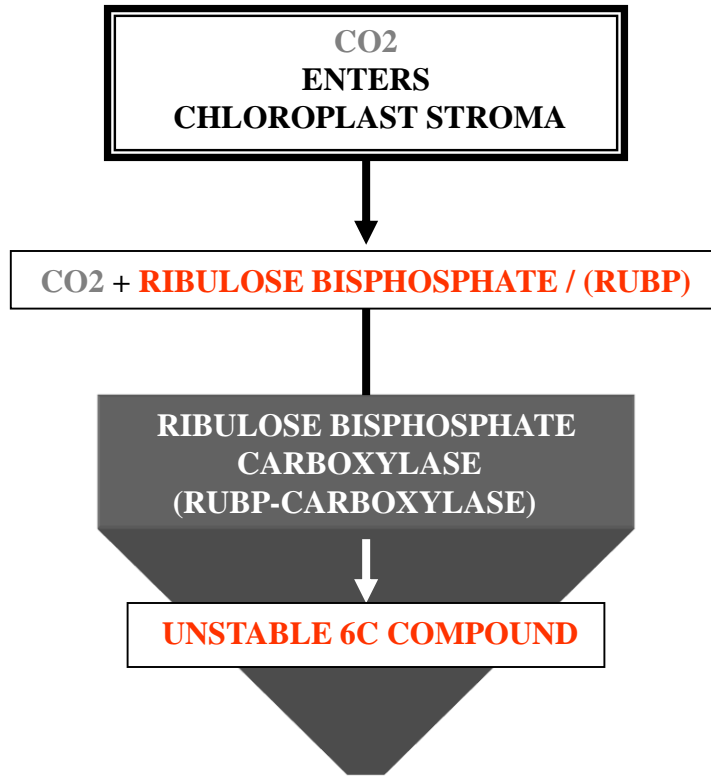 CO2
ENTERS
CHLOROPLAST STROMA
CO2 + RIBULOSE BISPHOSPHATE / (RUBP)
RIBULOSE BISPHOSPHATE
CARBOXYLASE
(RUBP-CARBOXYLASE)
UNSTABLE 6C COMPOUND